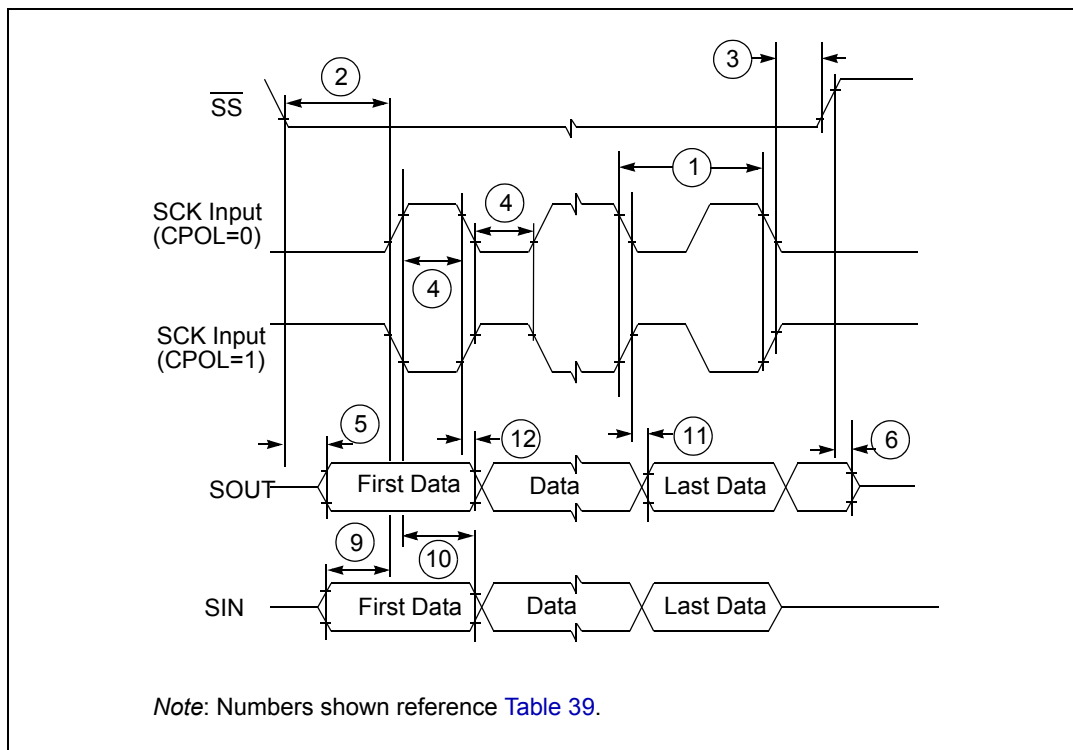 3
2
SS
1
SCK Input
(CPOL=0)
4
4
SCK Input
(CPOL=1)
5
12
11
6
SOUT
First Data
Data
Last Data
9
10
SIN
First Data
Data
Last Data
Note: Numbers shown reference Table 39.